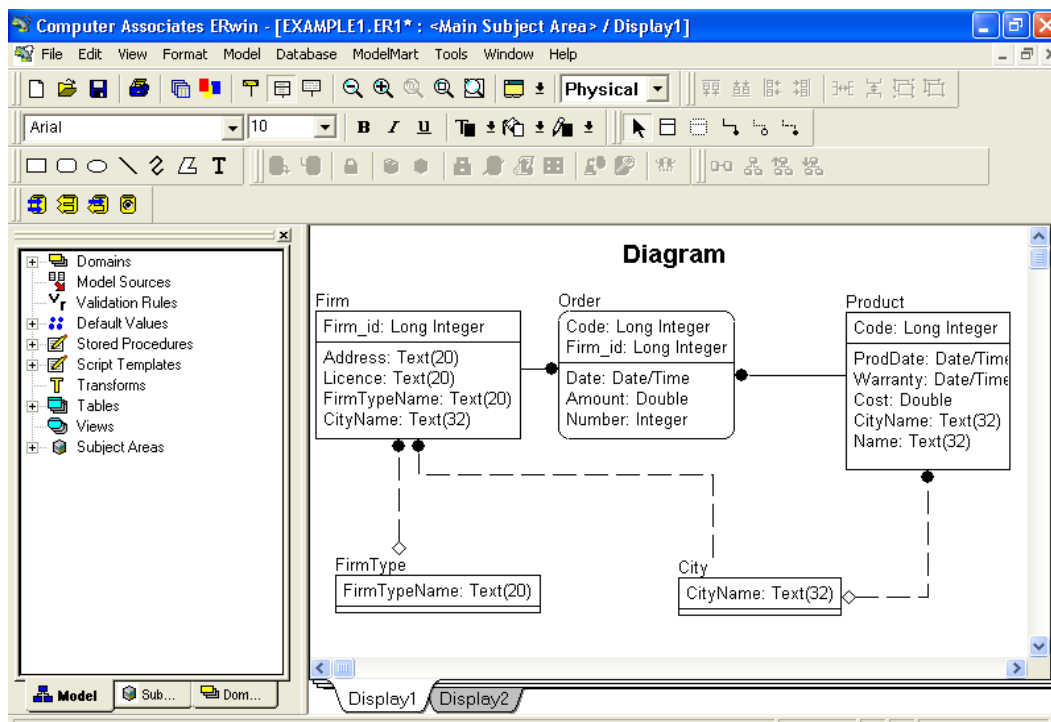 Computer Associates ERwin - [EXAMPLE1.ER1* : <Main Subject Area> / Display1]
File Edit View Format Model Database ModelMart Tools Window Help
Physical
Arial 10 B I U T
T
Domains
Model Sources
Validation Rules
Default Values
Stored Procedures
Script Templates
Transforms
Tables
Views
Subject Areas
Model Sub... Dom...
Diagram
Firm
Firm_id: Long Integer
Address: Text(20)
Licence: Text(20)
FirmTypeName: Text(20)
CityName: Text(32)
Order
Code: Long Integer
Firm_id: Long Integer
Date: Date/Time
Amount: Double
Number: Integer
Product
Code: Long Integer
ProdDate: Date/Time
Warranty: Date/Time
Cost: Double
CityName: Text(32)
Name: Text(32)
FirmType
FirmTypeName: Text(20)
City
CityName: Text(32)
Display1 Display2